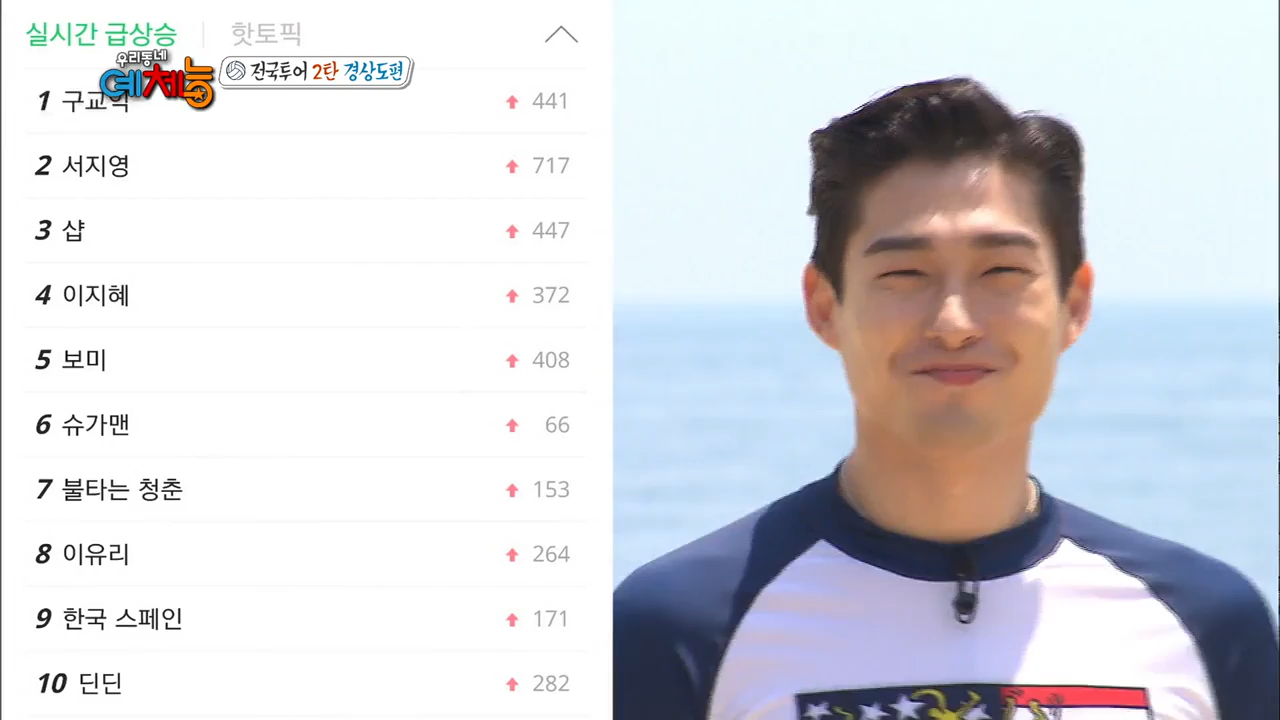 실시간 급상승 핫토픽
우리동네
예체능 전국투어 2탄 경상도편
1 구교익 441
2 서지영 717
3 샵 447
4 이지혜 372
5 보미 408
6 슈가맨 66
7 불타는 청춘 153
8 이유리 264
9 한국 스페인 171
10 딘딘 282